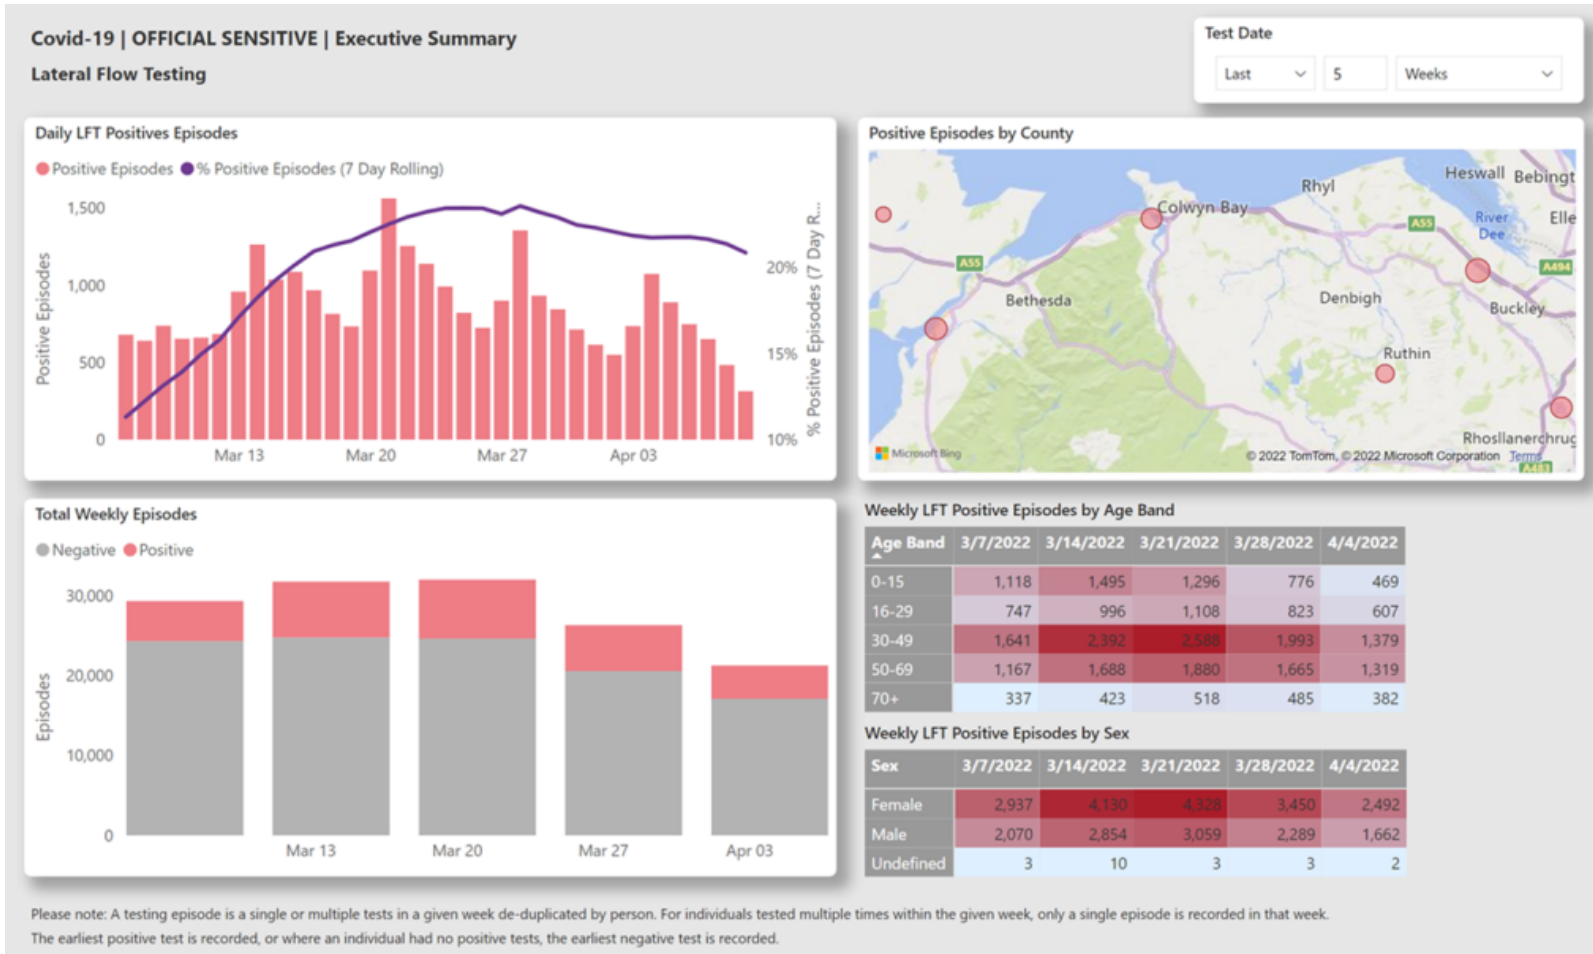 Covid-19 | OFFICIAL SENSITIVE | Executive Summary
Lateral Flow Testing
Test Date
Last 5 Weeks
Daily LFT Positives Episodes
Positive Episodes % Positive Episodes (7 Day Rolling)
1,500
1,000
500
0
Positive Episodes
20%
15%
10%
% Positive Episodes (7 Day R...
Mar 13 Mar 20 Mar 27 Apr 03
Positive Episodes by County
Heswall Bebingt
Rhyl
Colwyn Bay
River
Dee
Elle
A55
A55
A494
Bethesda
Denbigh
Buckley
Ruthin
Rhosllanerchrug
Microsoft Bing
© 2022 TomTom, © 2022 Microsoft Corporation Terms
A483
Total Weekly Episodes
Negative Positive
30,000
20,000
10,000
0
Episodes
Mar 13 Mar 20 Mar 27 Apr 03
Weekly LFT Positive Episodes by Age Band
Age Band 3/7/2022 3/14/2022 3/21/2022 3/28/2022 4/4/2022
0-15 1,118 1,495 1,296 776 469
16-29 747 996 1,108 823 607
30-49 1,641 2,392 2,588 1,993 1,379
50-69 1,167 1,688 1,880 1,665 1,319
70+ 337 423 518 485 382
Weekly LFT Positive Episodes by Sex
Sex 3/7/2022 3/14/2022 3/21/2022 3/28/2022 4/4/2022
Female 2,937 4,130 4,328 3,450 2,492
Male 2,070 2,854 3,059 2,289 1,662
Undefined 3 10 3 3 2
Please note: A testing episode is a single or multiple tests in a given week de-duplicated by person. For individuals tested multiple times within the given week, only a single episode is recorded in that week.
The earliest positive test is recorded, or where an individual had no positive tests, the earliest negative test is recorded.